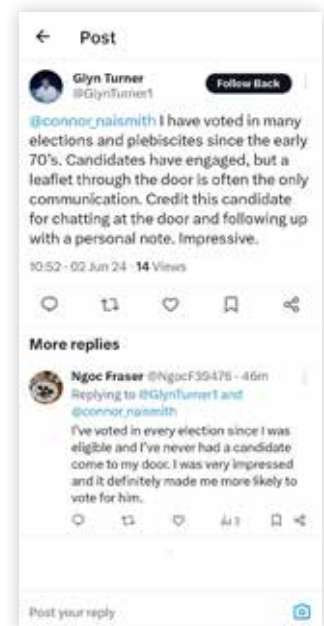 Post
Glyn Turner
@GlynTurner1
Follow Back
@connor_naismith I have voted in many
elections and plebiscites since the early
70's. Candidates have engaged, but a
leaflet through the door is often the only
communication. Credit this candidate
for chatting at the door and following up
with a personal note. Impressive.
10:52 · 02 Jun 24 · 14 Views
More replies
Ngoc Fraser @NgocF39476 · 46m
Replying to @GlynTurner1 and
@connor_naismith
I've voted in every election since I was
eligible and I've never had a candidate
come to my door. I was very impressed
and it definitely made me more likely to
vote for him.
3
Post your reply